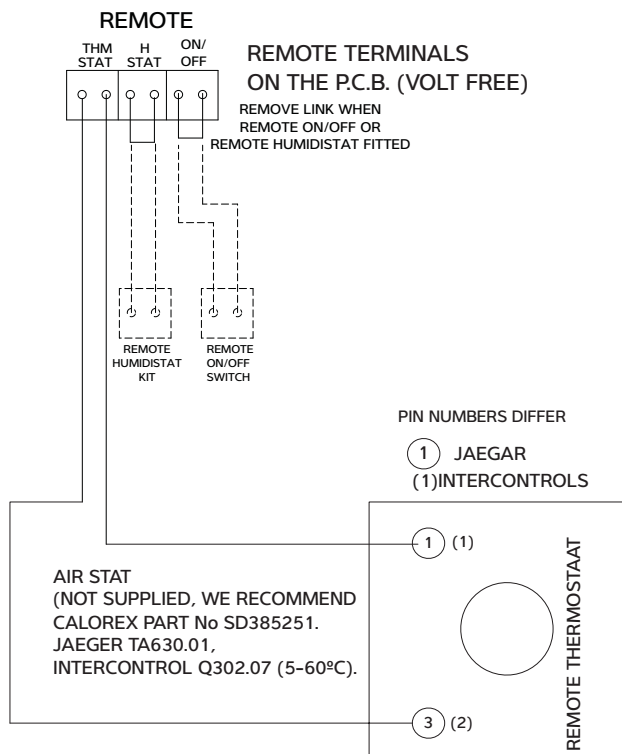 REMOTE
THM STAT
H STAT
ON/ OFF
REMOTE TERMINALS
ON THE P.C.B. (VOLT FREE)
REMOVE LINK WHEN
REMOTE ON/OFF OR
REMOTE HUMIDISTAT FITTED
REMOTE
HUMIDISTAT
KIT
REMOTE
ON/OFF
SWITCH
PIN NUMBERS DIFFER
1 JAEGAR
(1)INTERCONTROLS
1 (1)
AIR STAT
(NOT SUPPLIED, WE RECOMMEND
CALOREX PART No SD385251.
JAEGER TA630.01,
INTERCONTROL Q302.07 (5-60ºC).
REMOTE THERMOSTAAT
3 (2)